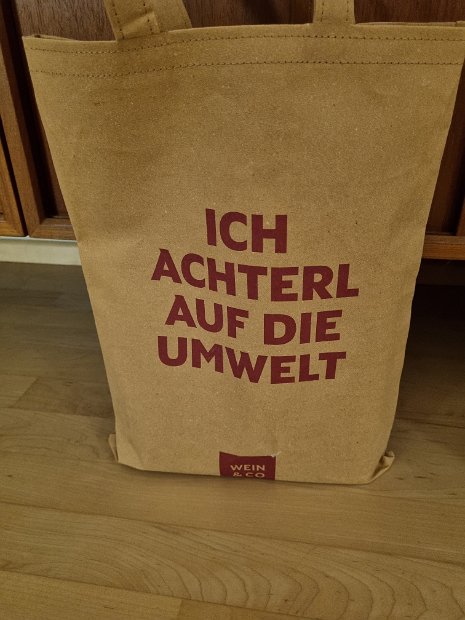 ICH
ACHTERL
AUF DIE
UMWELT
WEIN
& CO